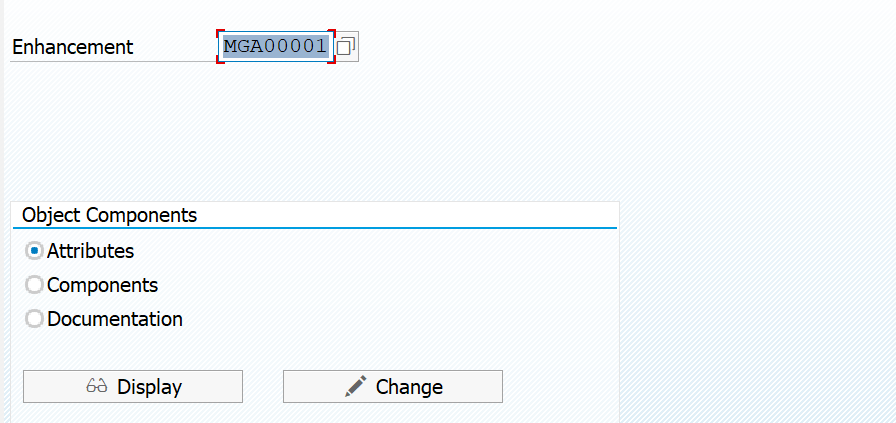 Enhancement MGA00001
Object Components
Attributes
Components
Documentation
Display Change